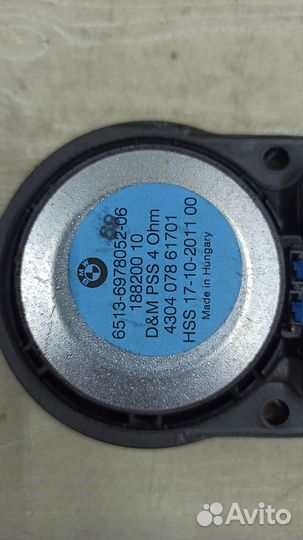 BMW
6513-6978052-06
188200 10
D&M PSS 4 Ohm
4304 078 61701
HSS 17-10-2011 00
Made in Hungary
Avito